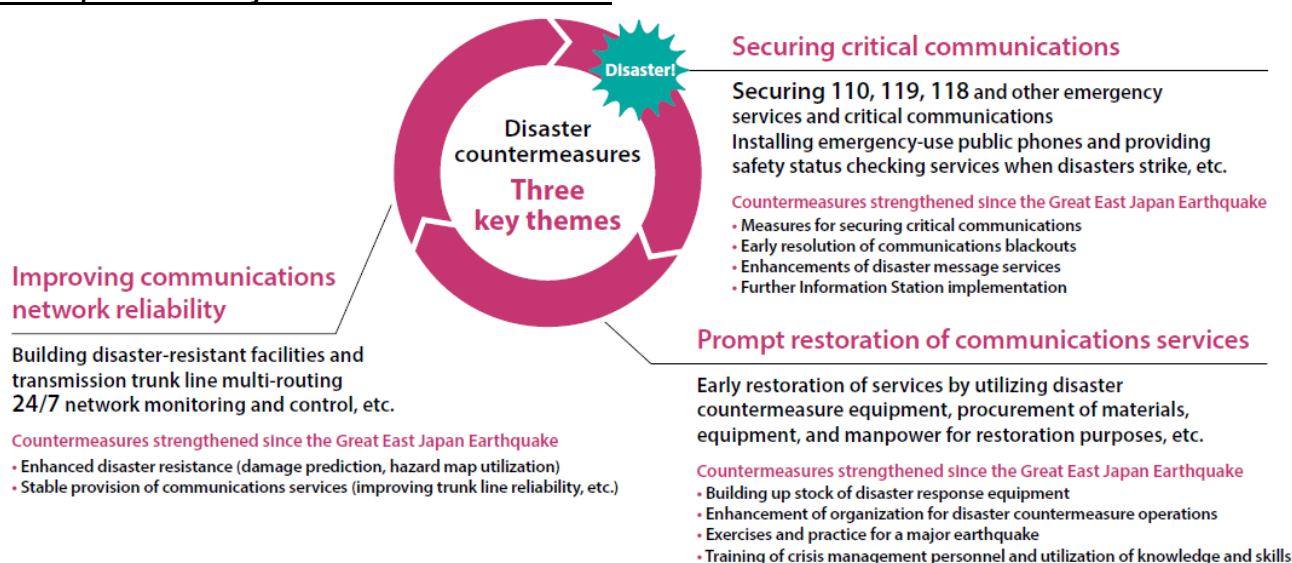 Disaster!
Disaster
countermeasures
Three
key themes
Securing critical communications
Securing 110, 119, 118 and other emergency
services and critical communications
Installing emergency-use public phones and providing
safety status checking services when disasters strike, etc.
Countermeasures strengthened since the Great East Japan Earthquake
• Measures for securing critical communications
• Early resolution of communications blackouts
• Enhancements of disaster message services
• Further Information Station implementation
Improving communications
network reliability
Building disaster-resistant facilities and
transmission trunk line multi-routing
24/7 network monitoring and control, etc.
Countermeasures strengthened since the Great East Japan Earthquake
• Enhanced disaster resistance (damage prediction, hazard map utilization)
• Stable provision of communications services (improving trunk line reliability, etc.)
Prompt restoration of communications services
Early restoration of services by utilizing disaster
countermeasure equipment, procurement of materials,
equipment, and manpower for restoration purposes, etc.
Countermeasures strengthened since the Great East Japan Earthquake
• Building up stock of disaster response equipment
• Enhancement of organization for disaster countermeasure operations
• Exercises and practice for a major earthquake
• Training of crisis management personnel and utilization of knowledge and skills